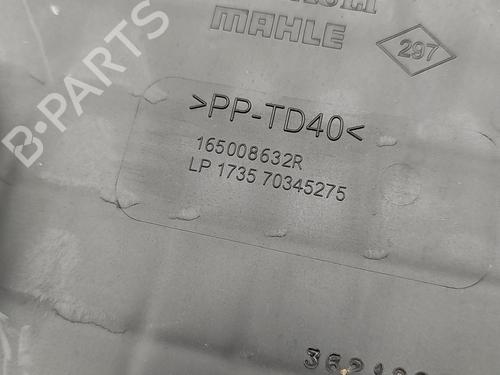 MAHLE
297
>PP-TD40<
165008632R
LP 1735 70345275
B-PARTS